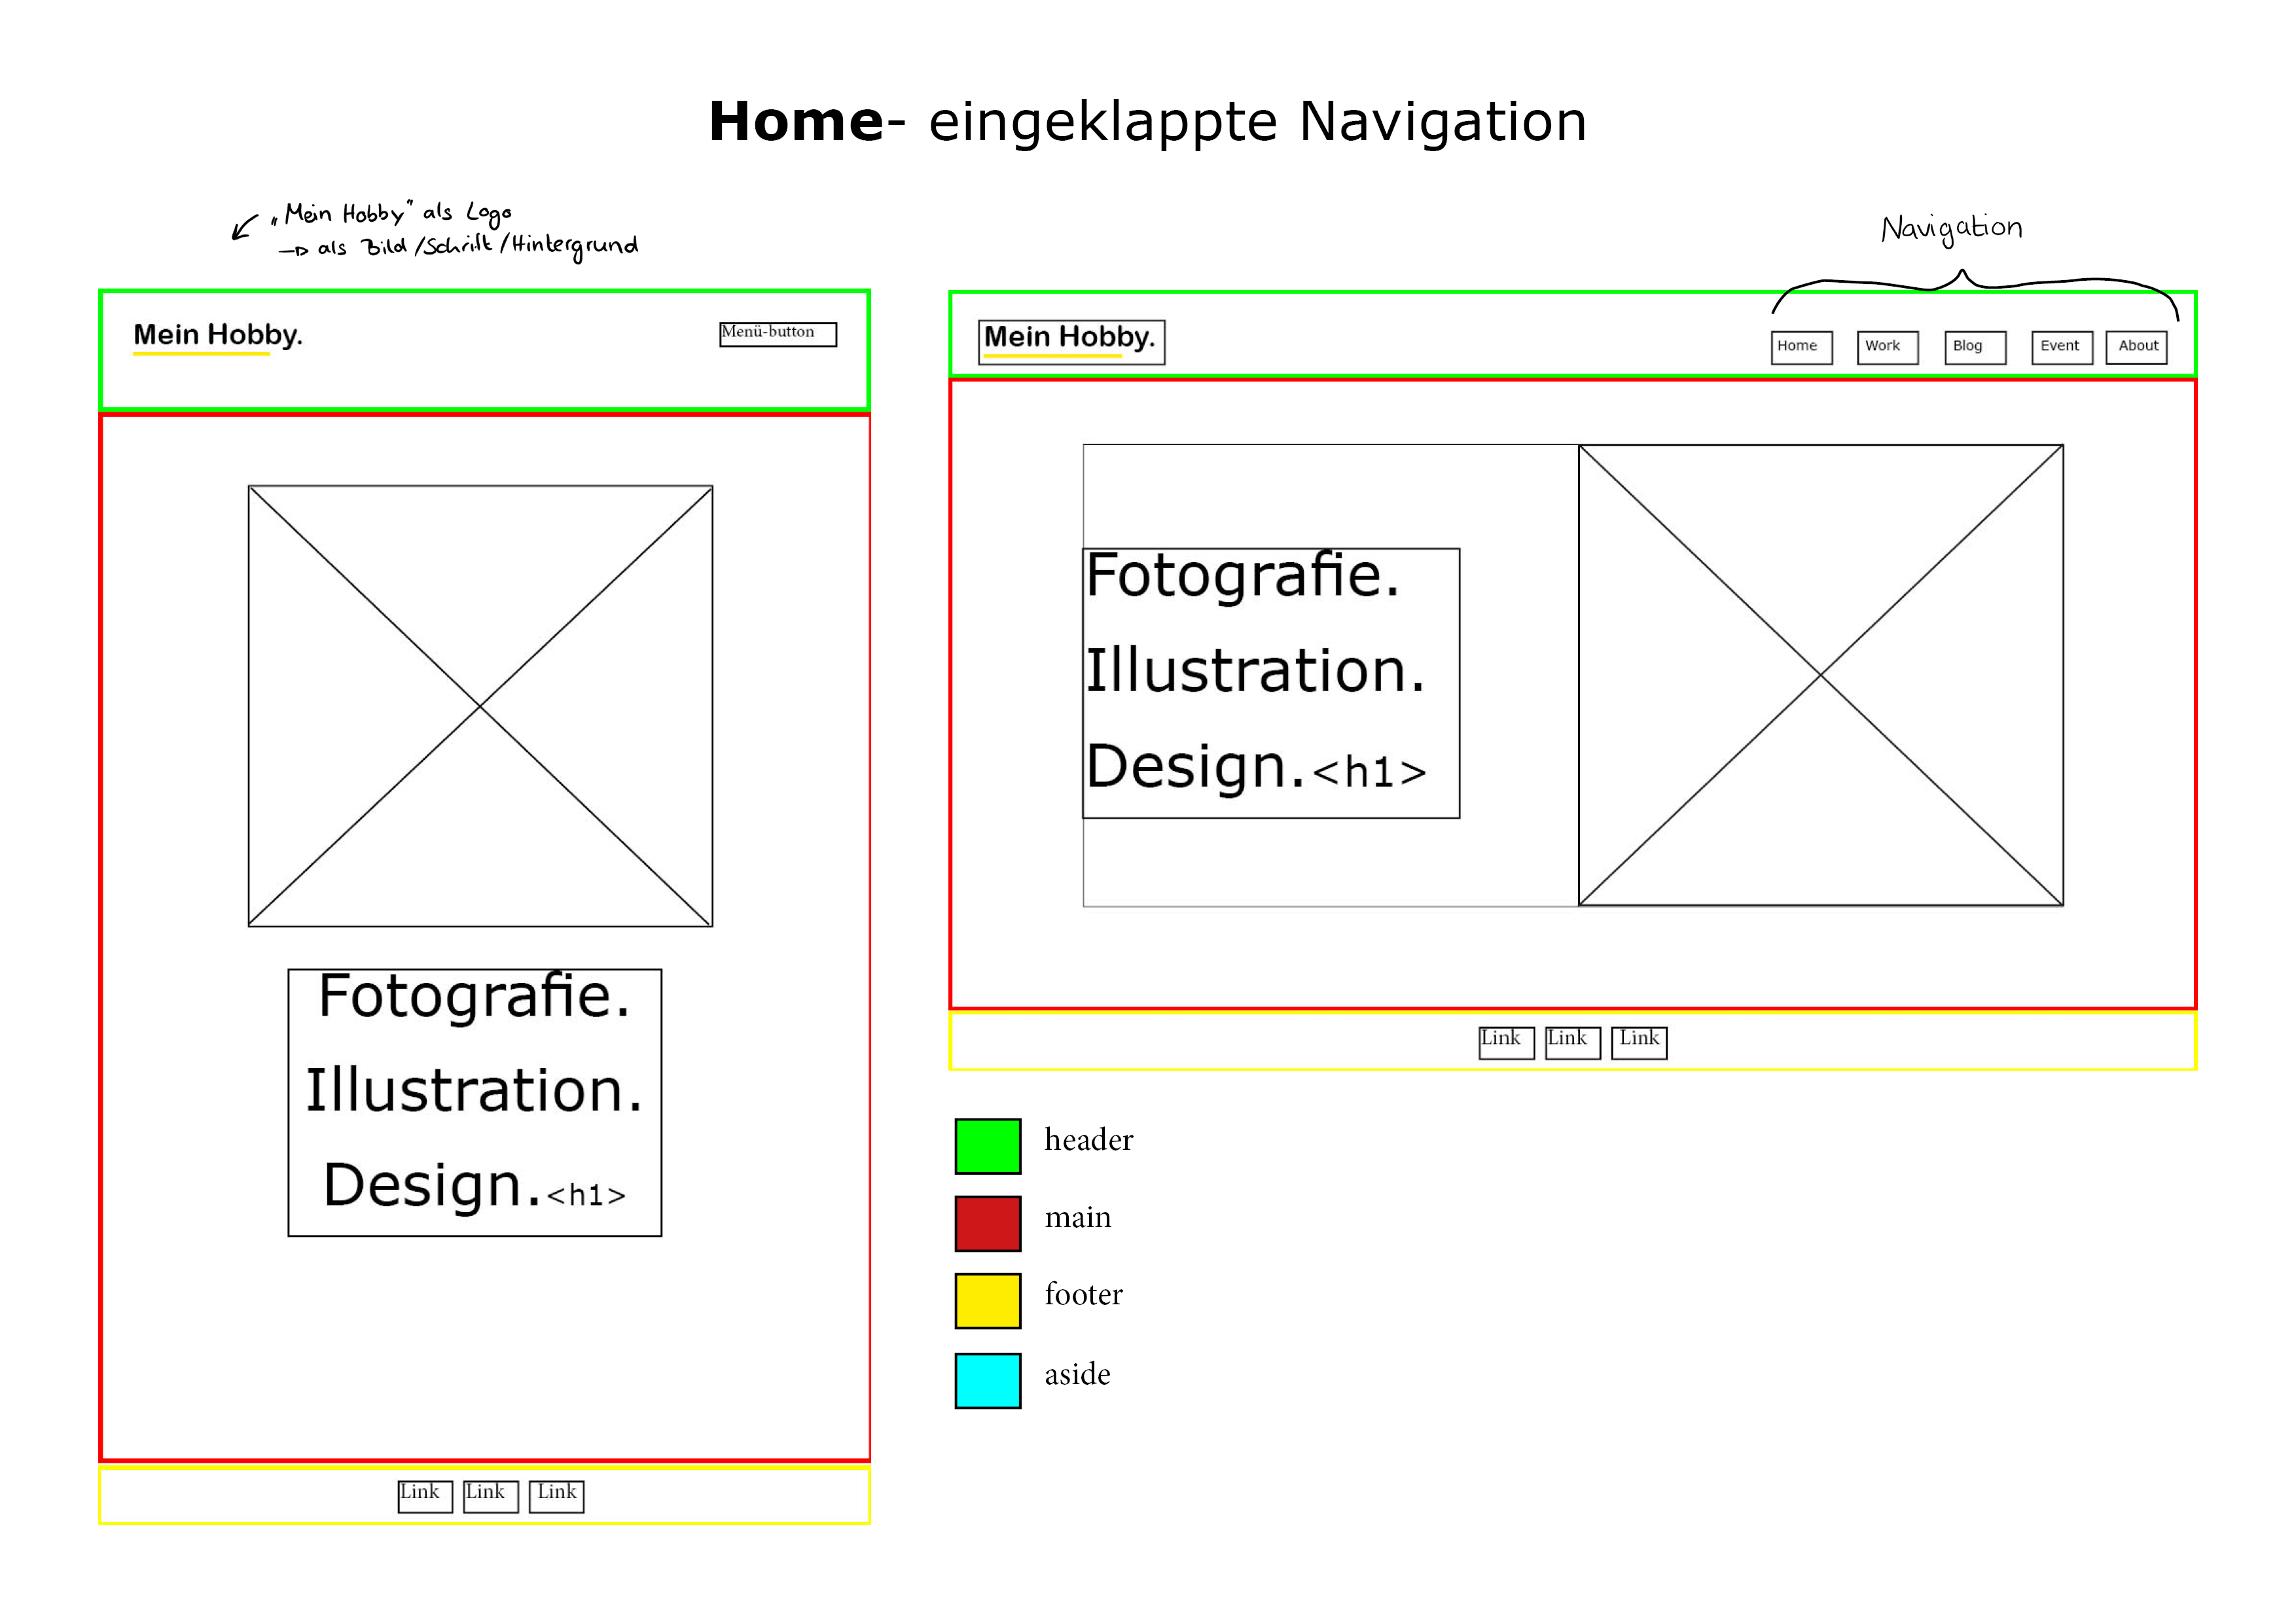 Home- eingeklappte Navigation
„Mein Hobby" als Logo
→ als Bild/Schrift/Hintergrund
Mein Hobby.
Menü-button
Fotografie.
Illustration.
Design.<h1>
Link Link Link
Navigation
Mein Hobby.
Home Work Blog Event About
Fotografie.
Illustration.
Design.<h1>
Link Link Link
header
main
footer
aside